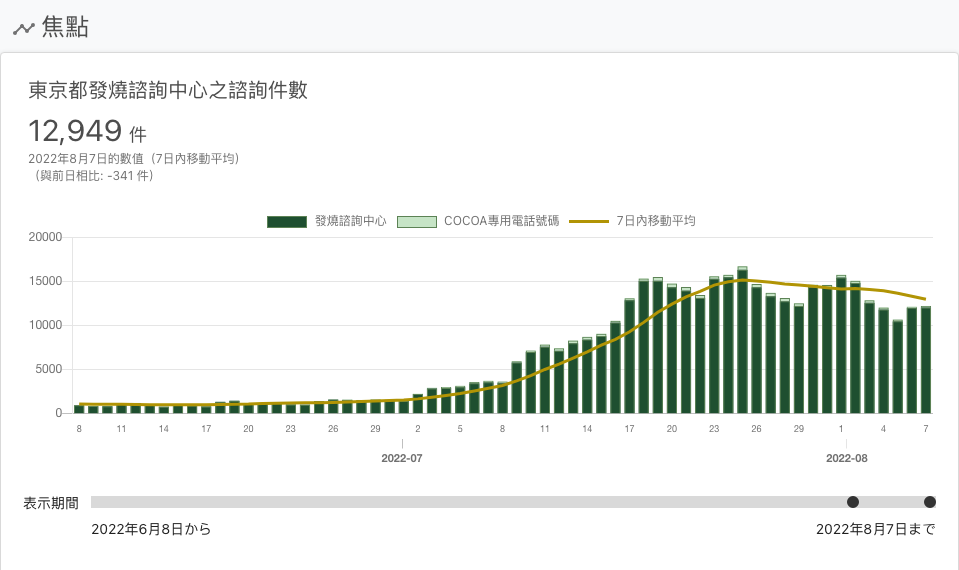 焦點
東京都發燒諮詢中心之諮詢件數
12,949 件
2022年8月7日的數值（7日內移動平均）
（與前日相比: -341 件）
發燒諮詢中心 COCOA專用電話號碼 7日內移動平均
20000
15000
10000
5000
0
8 11 14 17 20 23 26 29 2 5 8 11 14 17 20 23 26 29 1 4 7
2022-07 2022-08
表示期間
2022年6月8日から 2022年8月7日まで